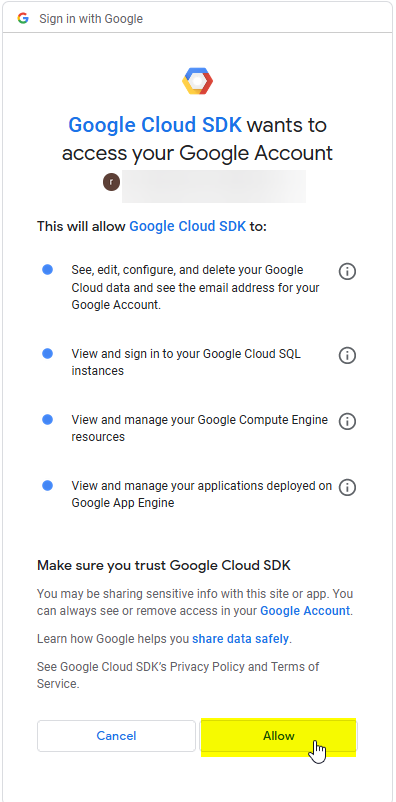 Sign in with Google
Google Cloud SDK wants to
access your Google Account
r
This will allow Google Cloud SDK to:
See, edit, configure, and delete your Google
Cloud data and see the email address for your
Google Account.
View and sign in to your Google Cloud SQL
instances
View and manage your Google Compute Engine
resources
View and manage your applications deployed on
Google App Engine
Make sure you trust Google Cloud SDK
You may be sharing sensitive info with this site or app. You
can always see or remove access in your Google Account.
Learn how Google helps you share data safely.
See Google Cloud SDK's Privacy Policy and Terms of
Service.
Cancel Allow